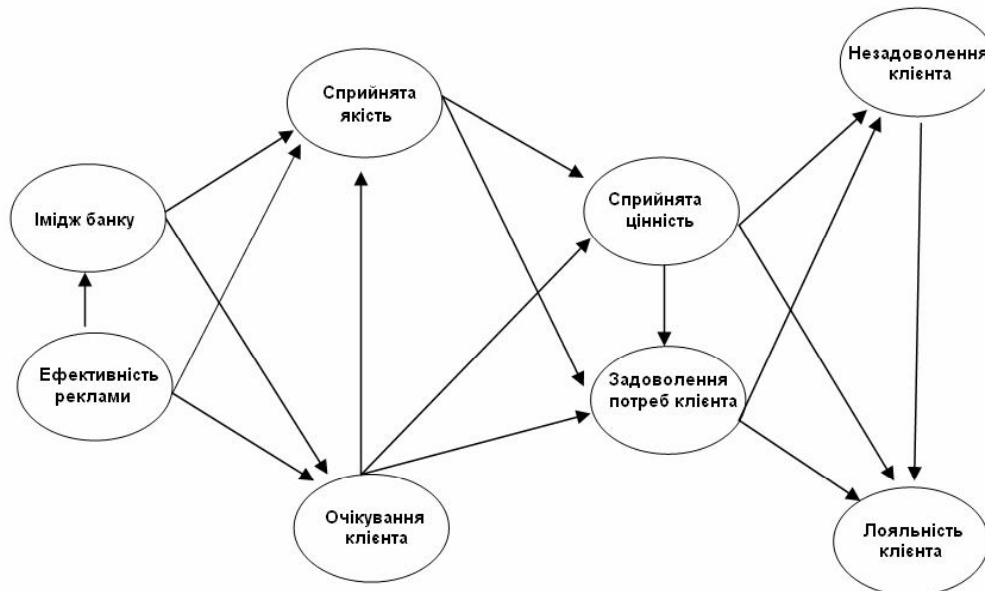 Незадоволення
клієнта
Сприйнята
якість
Імідж банку
Сприйнята
цінність
Ефективність
реклами
Задоволення
потреб клієнта
Очікування
клієнта
Лояльність
клієнта